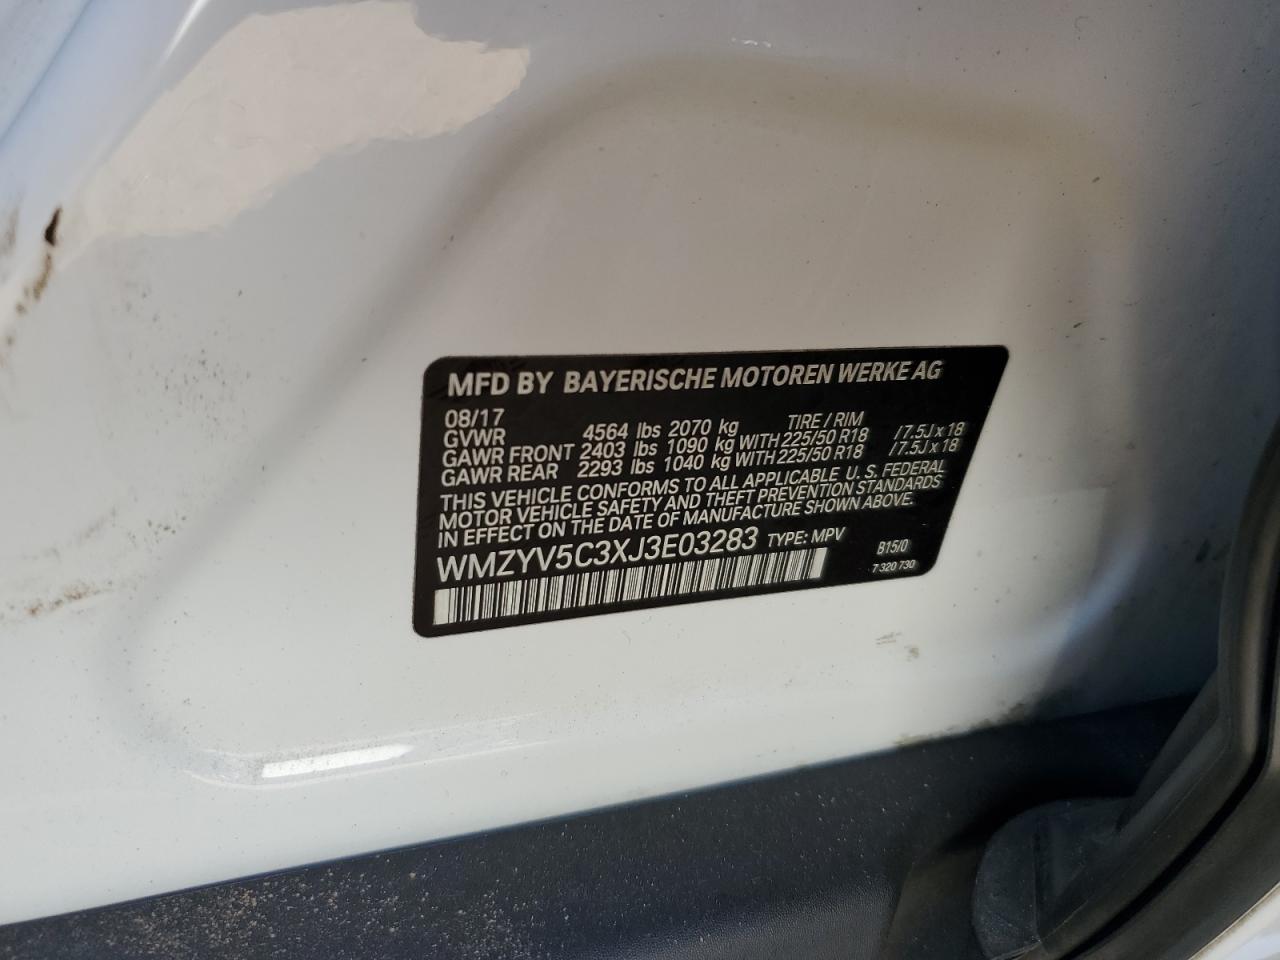 MFD BY BAYERISCHE MOTOREN WERKE AG
08/17 TIRE / RIM
GVWR 4564 lbs 2070 kg
GAWR FRONT 2403 lbs 1090 kg WITH 225/50 R18 /7.5J x 18
GAWR REAR 2293 lbs 1040 kg WITH 225/50 R18 /7.5J x 18
THIS VEHICLE CONFORMS TO ALL APPLICABLE U. S. FEDERAL
MOTOR VEHICLE SAFETY AND THEFT PREVENTION STANDARDS
IN EFFECT ON THE DATE OF MANUFACTURE SHOWN ABOVE.
WMZYV5C3XJ3E03283 TYPE: MPV B15/0
7 320 730